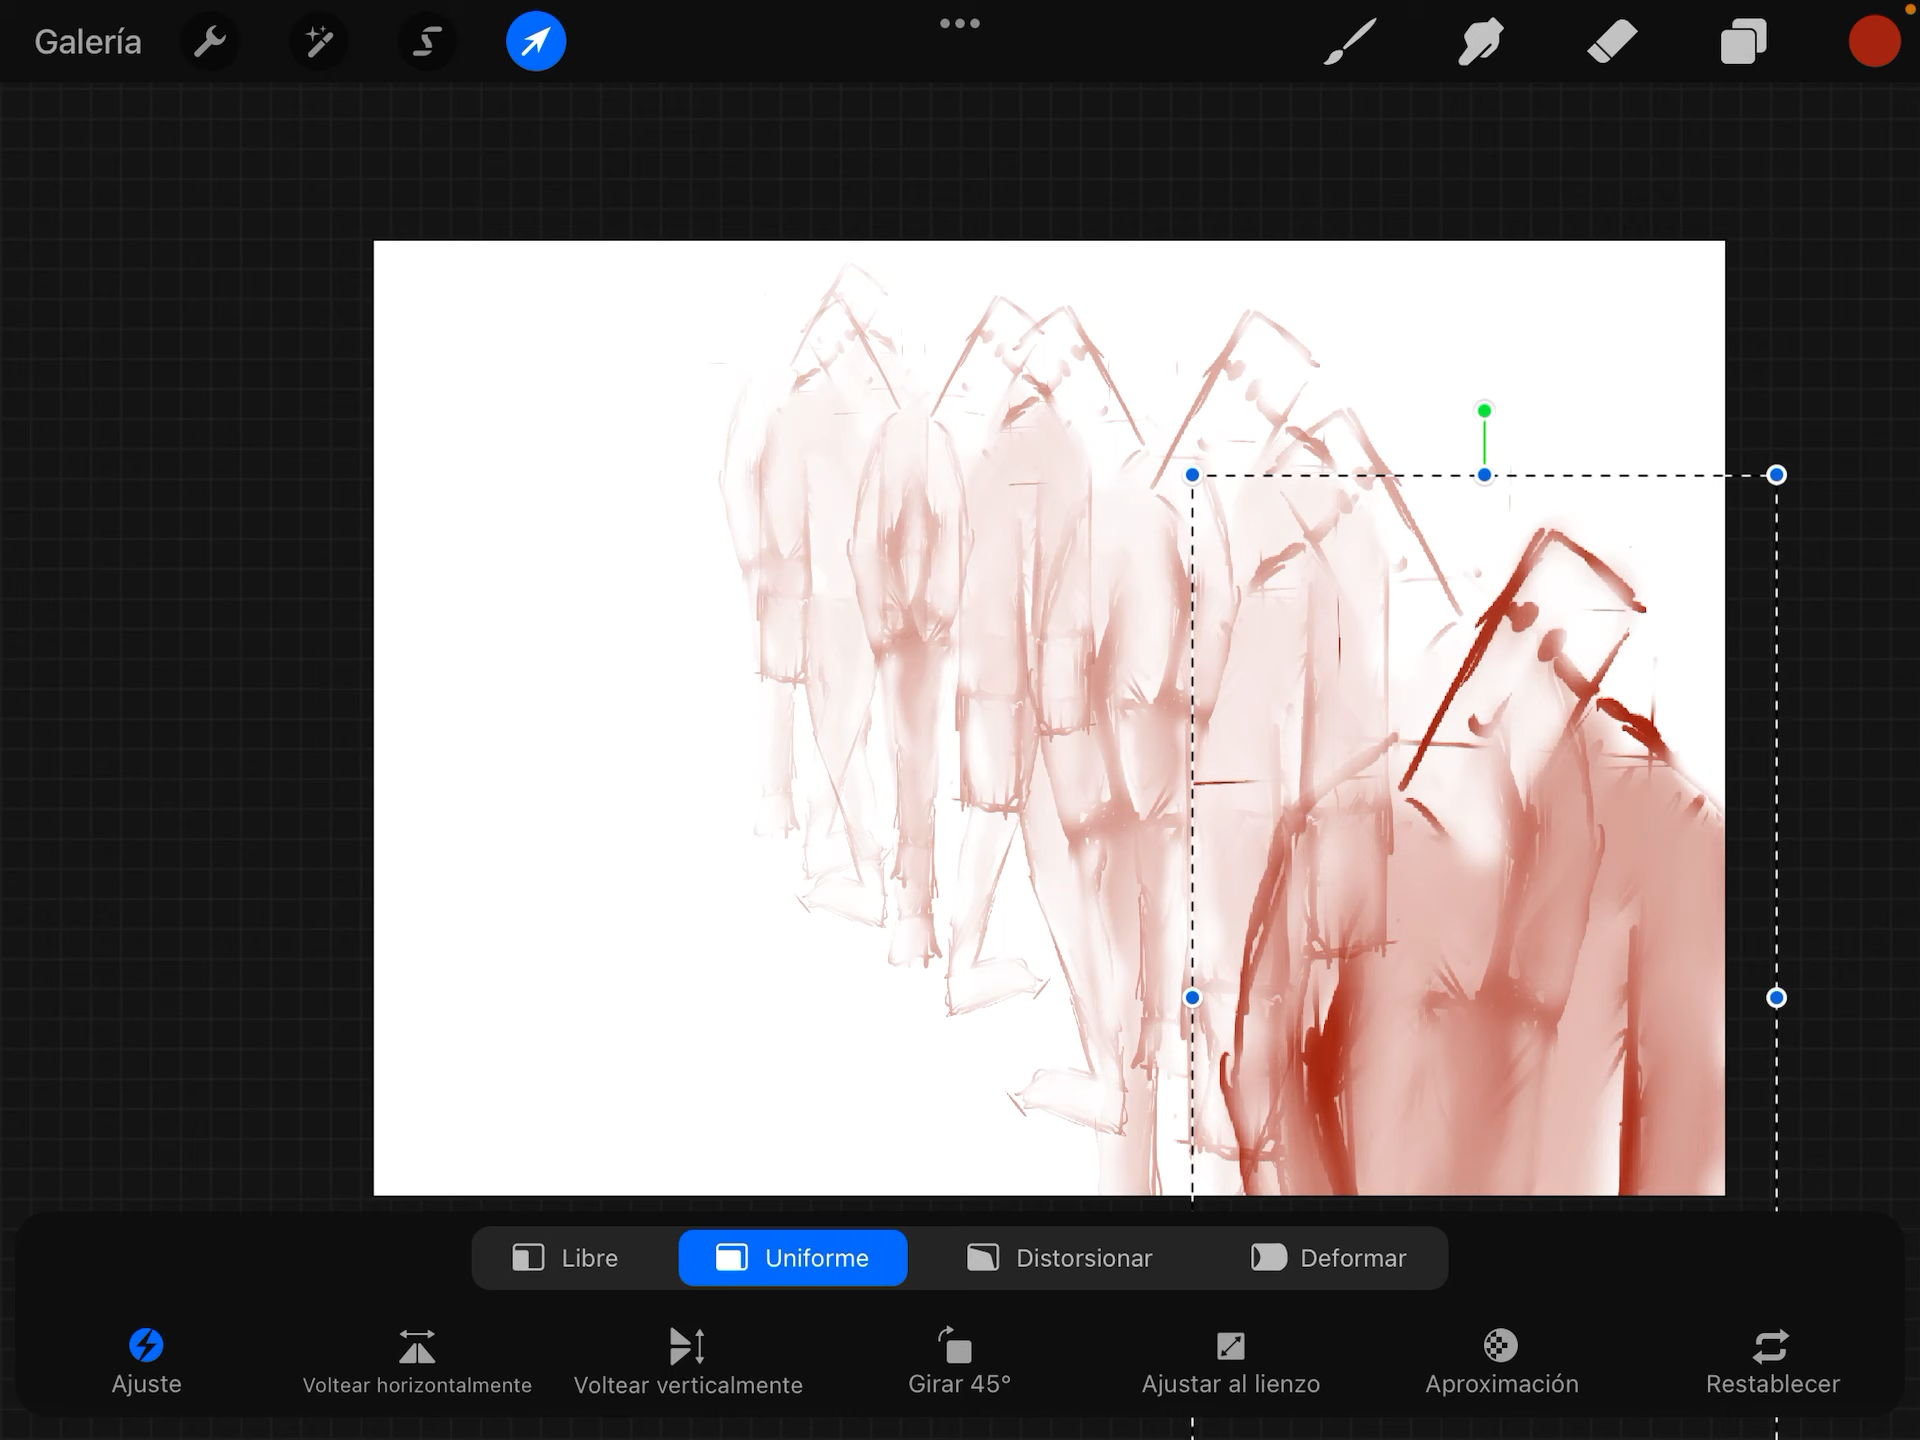 Galería
Libre Uniforme Distorsionar Deformar
Ajuste Voltear horizontalmente Voltear verticalmente Girar 45° Ajustar al lienzo Aproximación Restablecer